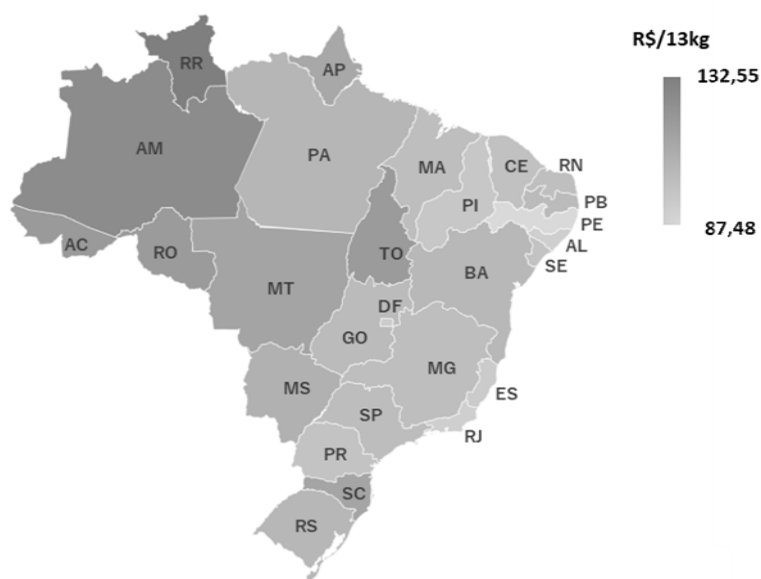 R$/13kg
132,55
87,48
RR
AP
AM
PA
MA
CE
RN
PI
PB
PE
AL
SE
AC
RO
TO
BA
MT
DF
GO
MG
MS
ES
SP
RJ
PR
SC
RS